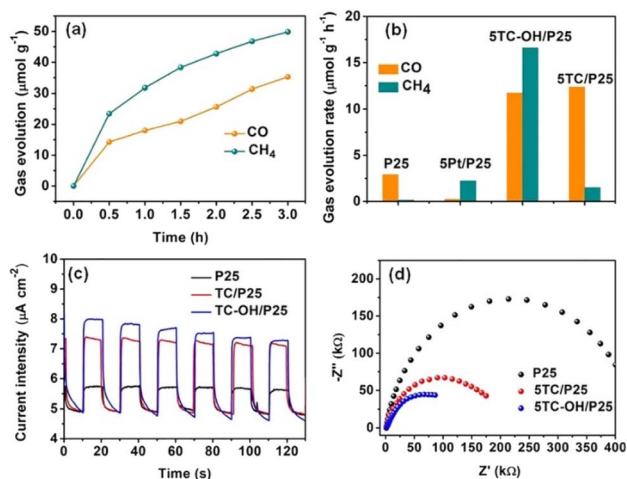 (a)
Gas evolution (μmol g⁻¹)
50
40
30
20
10
0
CO
CH₄
0.0 0.5 1.0 1.5 2.0 2.5 3.0
Time (h)
(b)
Gas evolution rate (μmol g⁻¹ h⁻¹)
20
15
10
5
0
CO
CH₄
5TC-OH/P25
5TC/P25
P25
5Pt/P25
(c)
Current intensity (μA cm⁻²)
11
10
9
8
7
6
5
4
P25
TC/P25
TC-OH/P25
0 20 40 60 80 100 120
Time (s)
(d)
-Z'' (kΩ)
200
150
100
50
0
P25
5TC/P25
5TC-OH/P25
0 50 100 150 200 250 300 350 400
Z' (kΩ)